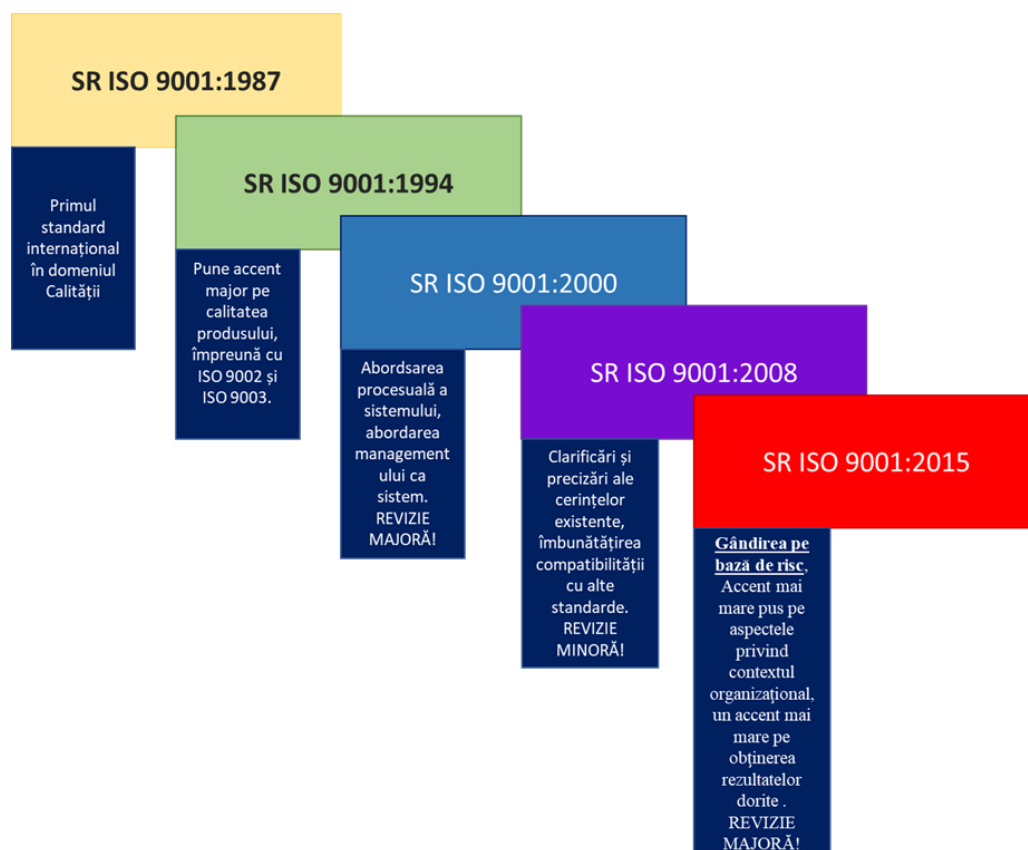 SR ISO 9001:1987
Primul
standard
internațional
în domeniul
Calității
SR ISO 9001:1994
Pune accent
major pe
calitatea
produsului,
împreună cu
ISO 9002 și
ISO 9003.
SR ISO 9001:2000
Abordsarea
procesuală a
sistemului,
abordarea
management
ului ca
sistem.
REVIZIE
MAJORĂ!
SR ISO 9001:2008
Clarificări și
precizări ale
cerințelor
existente,
îmbunătățirea
compatibilității
cu alte
standarde.
REVIZIE
MINORĂ!
SR ISO 9001:2015
Gândirea pe
bază de risc,
Accent mai
mare pus pe
aspectele
privind
contextul
organizaţional,
un accent mai
mare pe
obţinerea
rezultatelor
dorite .
REVIZIE
MAJORĂ!